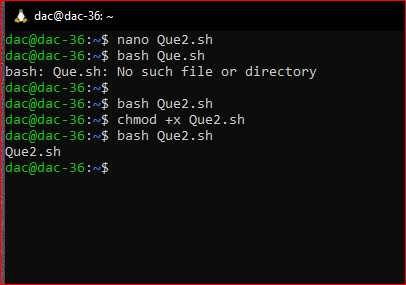 dac@dac-36: ~
dac@dac-36:~$ nano Que2.sh
dac@dac-36:~$ bash Que.sh
bash: Que.sh: No such file or directory
dac@dac-36:~$
dac@dac-36:~$ bash Que2.sh
dac@dac-36:~$ chmod +x Que2.sh
dac@dac-36:~$ bash Que2.sh
Que2.sh
dac@dac-36:~$